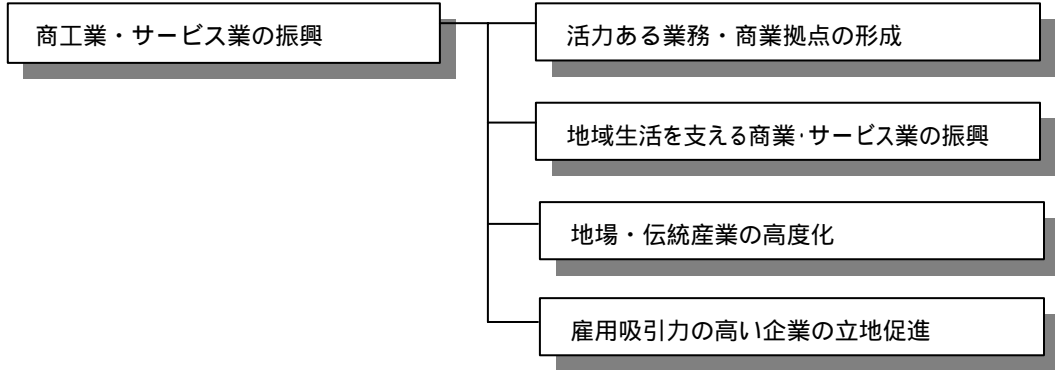 商工業・サービス業の振興
活力ある業務・商業拠点の形成
地域生活を支える商業・サービス業の振興
地場・伝統産業の高度化
雇用吸引力の高い企業の立地促進